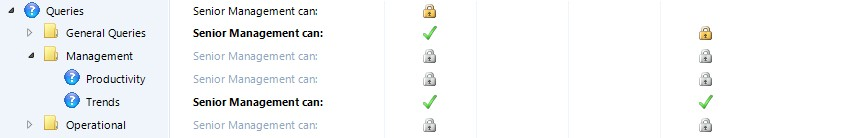 Queries Senior Management can:
General Queries Senior Management can:
Management Senior Management can:
Productivity Senior Management can:
Trends Senior Management can:
Operational Senior Management can: